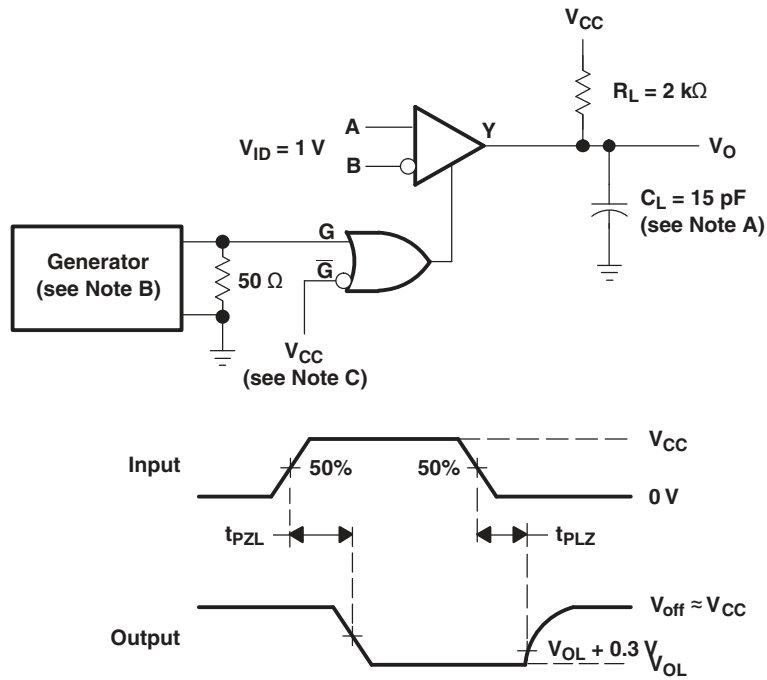 VCC
RL = 2 kΩ
A
Y
VID = 1 V
VO
B
CL = 15 pF
(see Note A)
G
Generator
(see Note B)
50 Ω
G̅
VCC
(see Note C)
VCC
Input
50%
50%
0 V
tPZL
tPLZ
Voff ≈ VCC
Output
VOL + 0.3 V
VOL